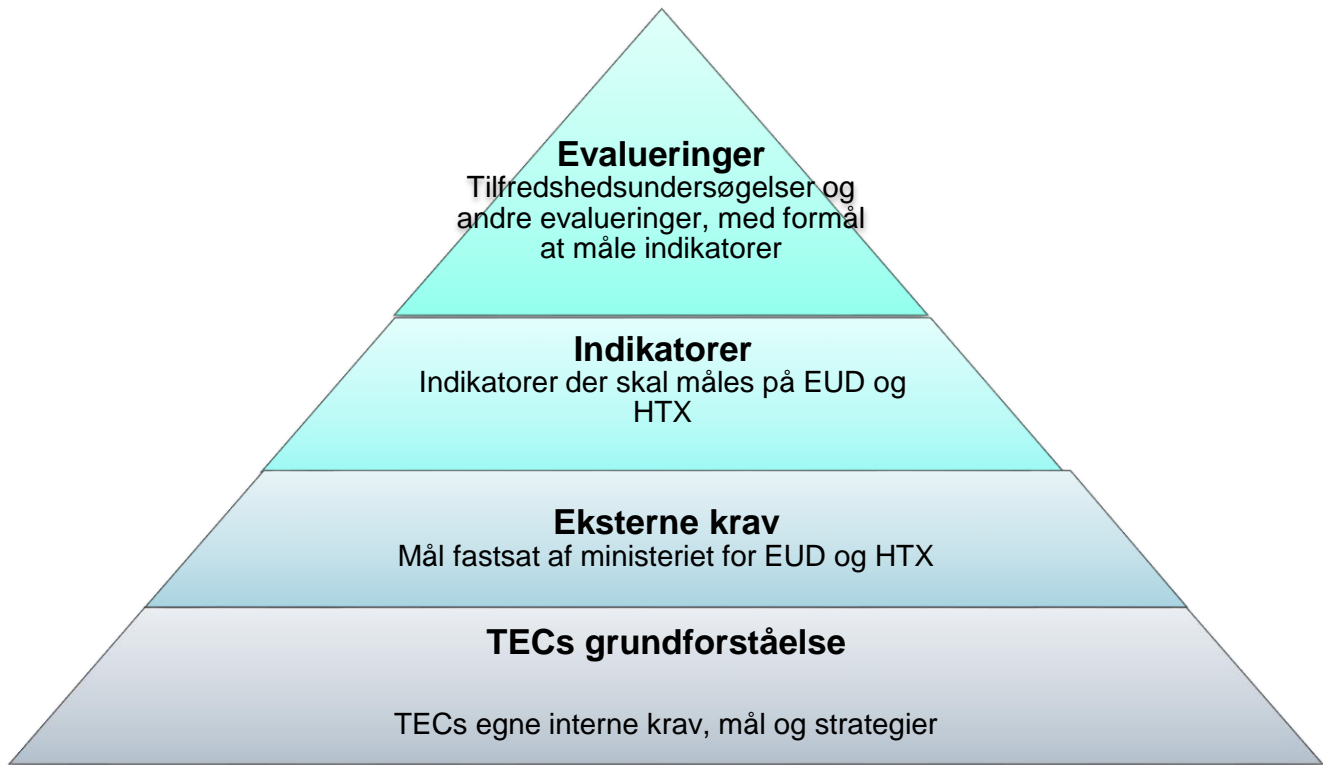 Evalueringer
Tilfredshedsundersøgelser og
andre evalueringer, med formål
at måle indikatorer
Indikatorer
Indikatorer der skal måles på EUD og
HTX
Eksterne krav
Mål fastsat af ministeriet for EUD og HTX
TECs grundforståelse
TECs egne interne krav, mål og strategier